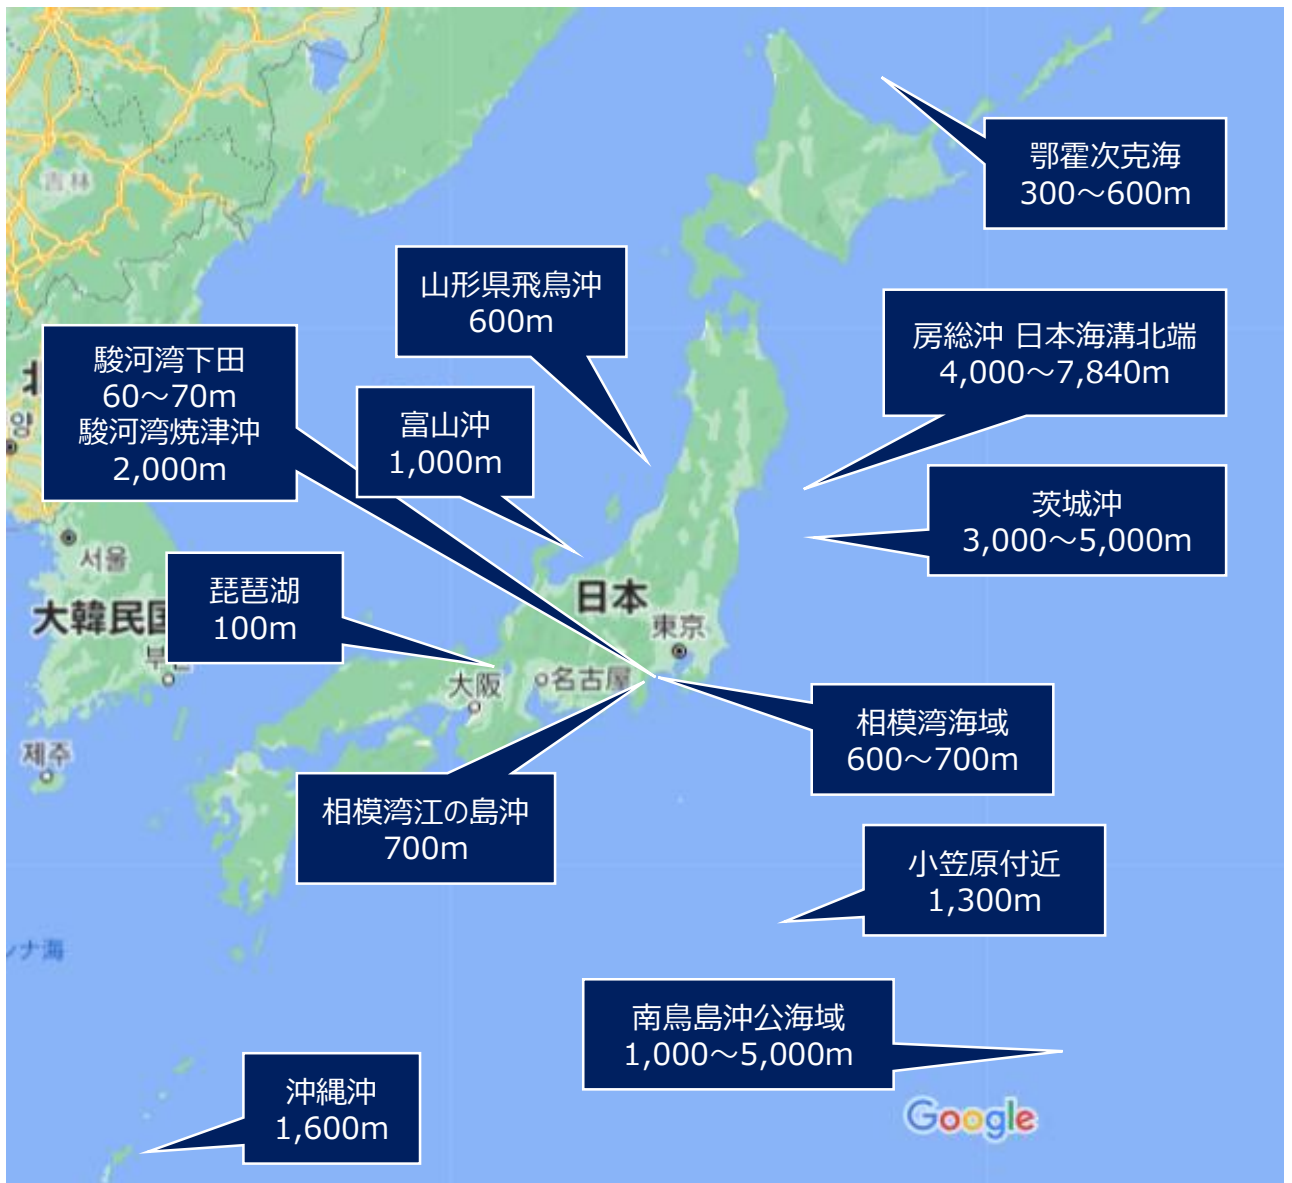 吉林
鄂霍次克海
300～600m
山形県飛鳥沖
600m
房総沖 日本海溝北端
4,000～7,840m
駿河湾下田
60～70m
駿河湾焼津沖
2,000m
富山沖
1,000m
茨城沖
3,000～5,000m
서울
琵琶湖
100m
大韓民国
日本
東京
大阪
名古屋
相模湾海域
600～700m
제주
相模湾江の島沖
700m
小笠原付近
1,300m
ナ海
南鳥島沖公海域
1,000～5,000m
沖縄沖
1,600m
Google